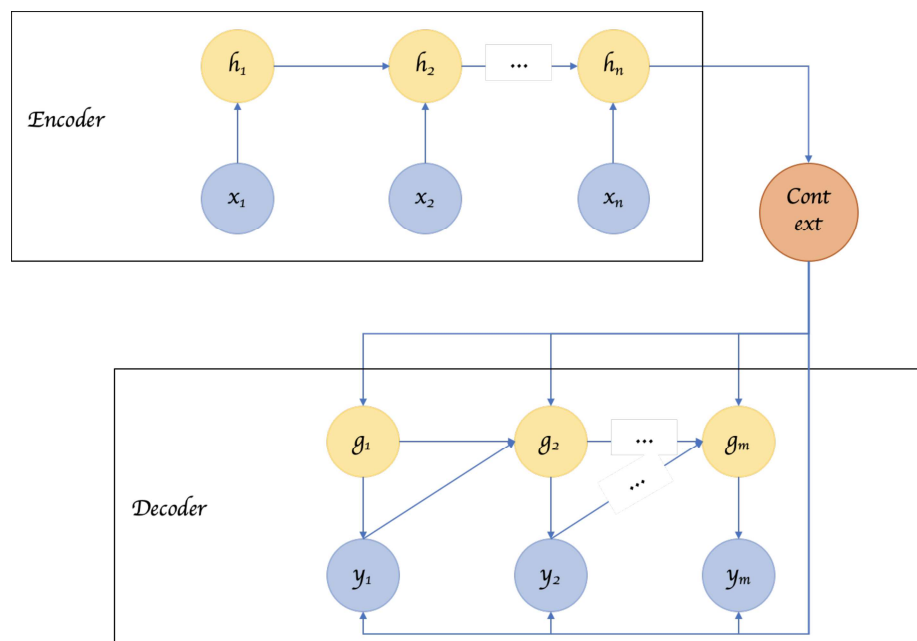 h₁
h₂
...
hₙ
Encoder
x₁
x₂
xₙ
Cont
ext
g₁
g₂
...
gₘ
...
Decoder
y₁
y₂
yₘ